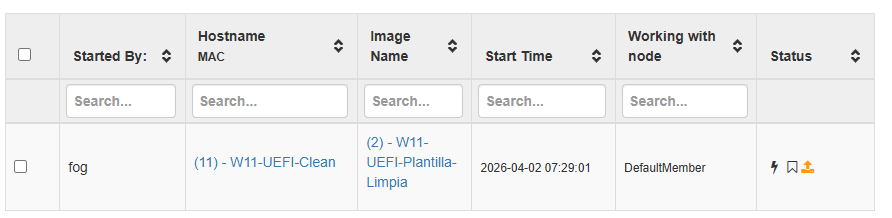 Started By:
Hostname
MAC
Image
Name
Start Time
Working with
node
Status
Search...
Search...
Search...
Search...
Search...
fog
(11) - W11-UEFI-Clean
(2) - W11-
UEFI-Plantilla-
Limpia
2026-04-02 07:29:01
DefaultMember